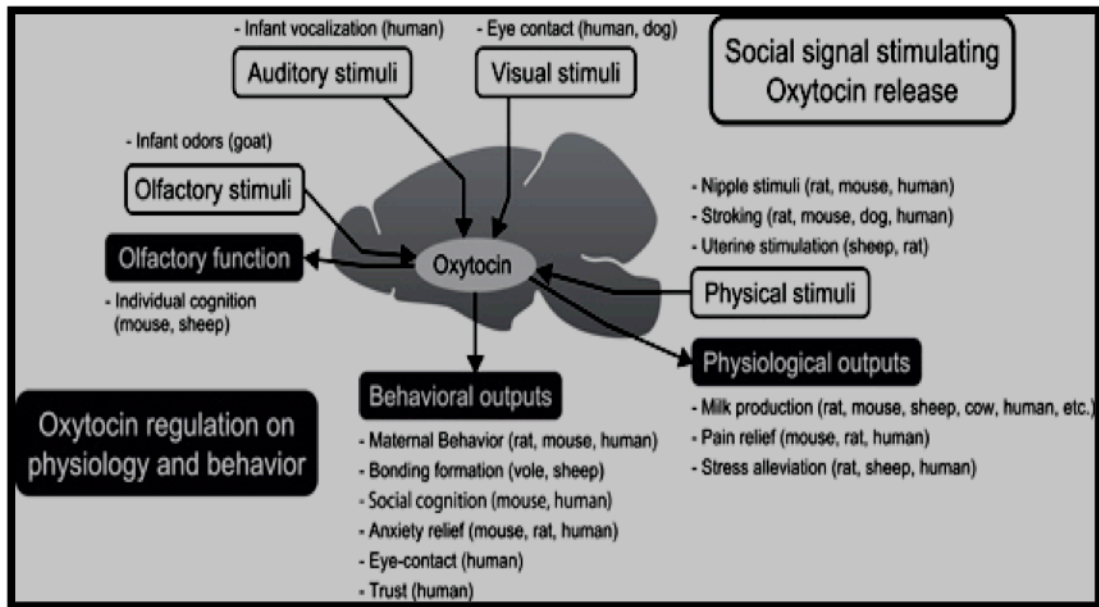 - Infant vocalization (human)
Auditory stimuli
- Eye contact (human, dog)
Visual stimuli
Social signal stimulating
Oxytocin release
- Infant odors (goat)
Olfactory stimuli
Olfactory function
- Individual cognition
(mouse, sheep)
Oxytocin
- Nipple stimuli (rat, mouse, human)
- Stroking (rat, mouse, dog, human)
- Uterine stimulation (sheep, rat)
Physical stimuli
Physiological outputs
- Milk production (rat, mouse, sheep, cow, human, etc.)
- Pain relief (mouse, rat, human)
- Stress alleviation (rat, sheep, human)
Behavioral outputs
- Maternal Behavior (rat, mouse, human)
- Bonding formation (vole, sheep)
- Social cognition (mouse, human)
- Anxiety relief (mouse, rat, human)
- Eye-contact (human)
- Trust (human)
Oxytocin regulation on
physiology and behavior